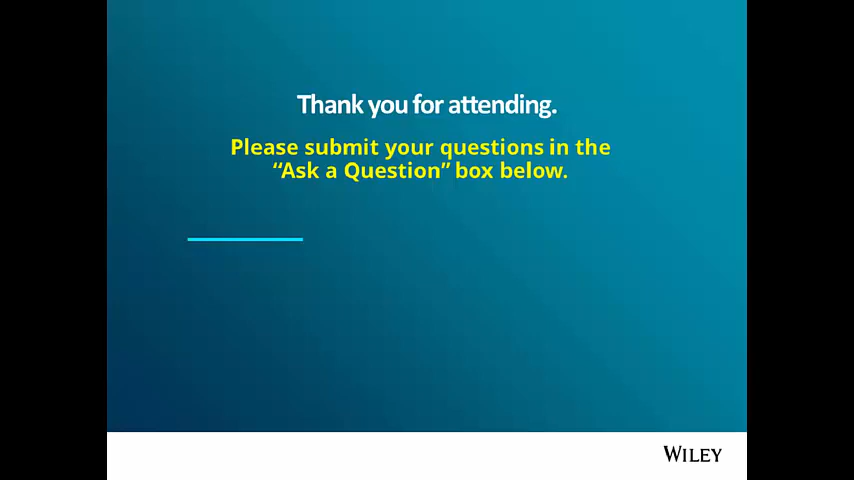 Thank you for attending.
Please submit your questions in the
“Ask a Question” box below.
WILEY